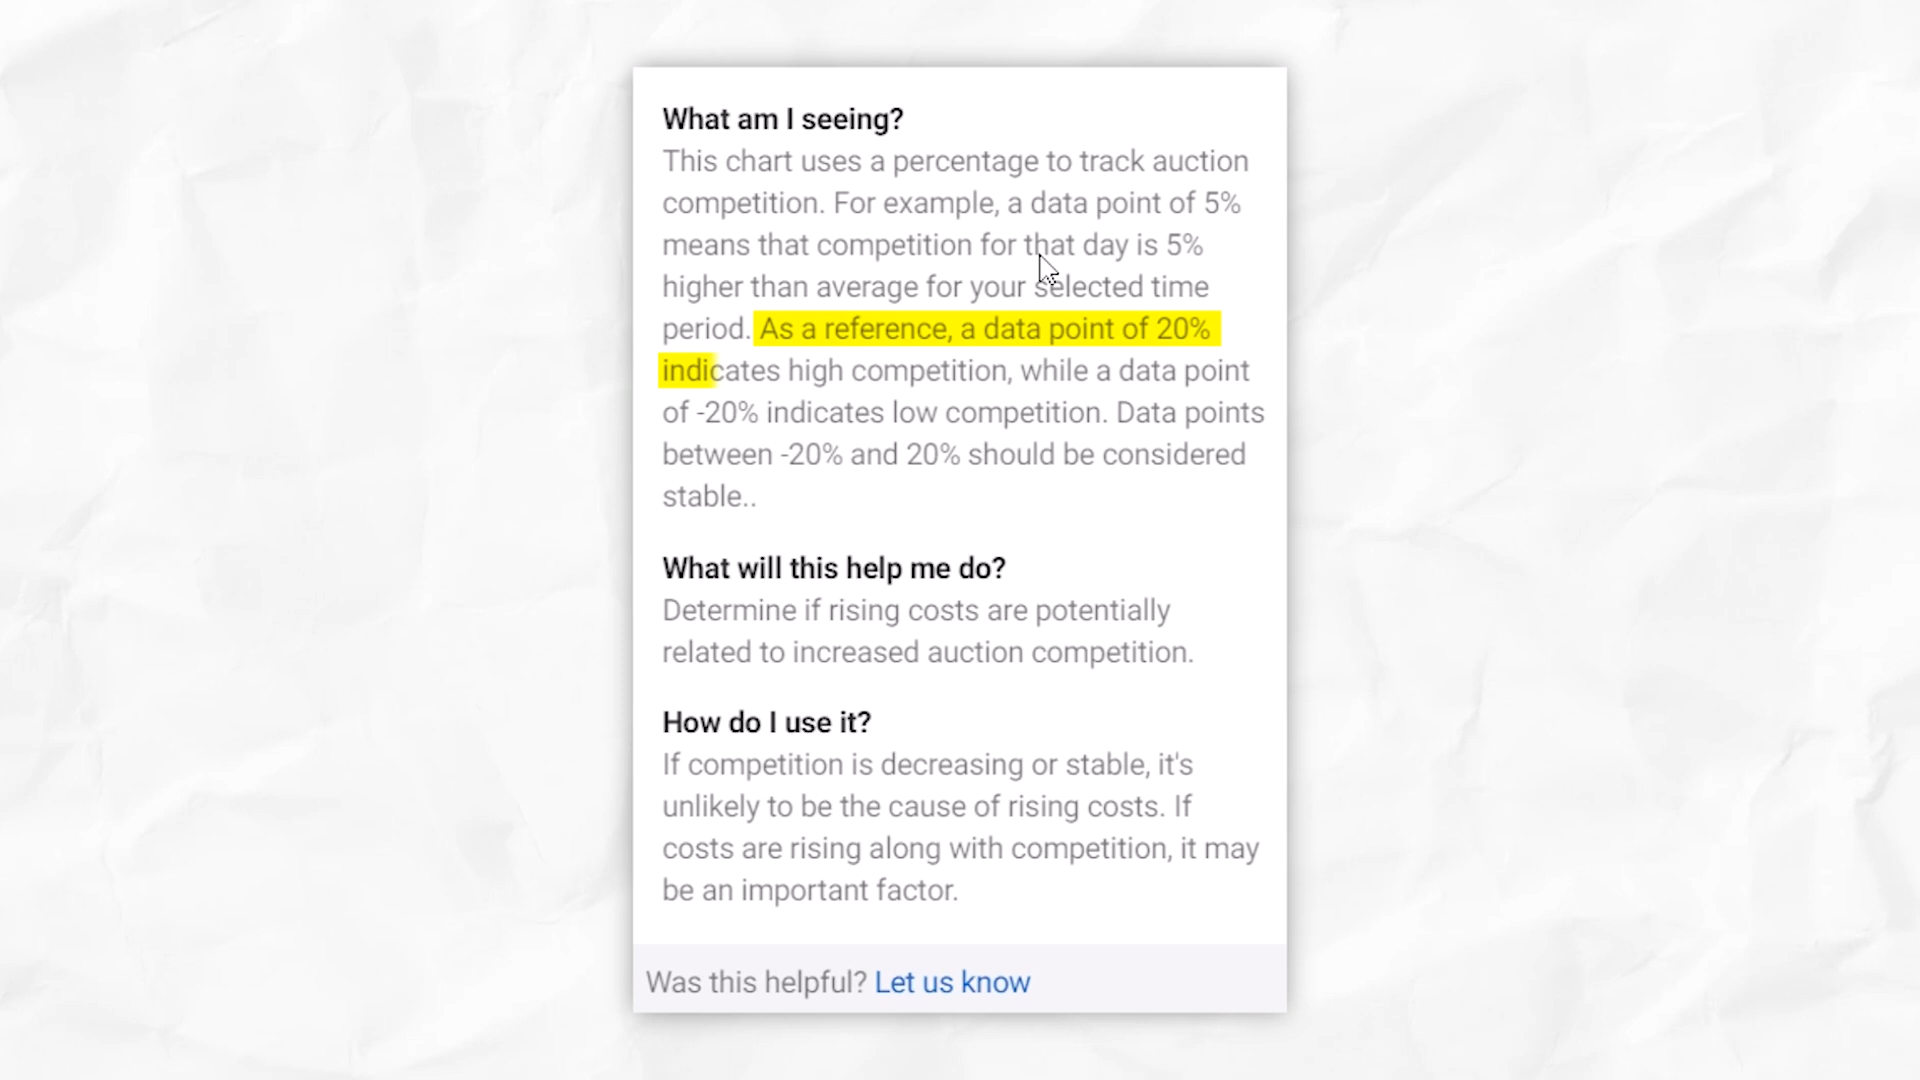 What am I seeing?
This chart uses a percentage to track auction
competition. For example, a data point of 5%
means that competition for that day is 5%
higher than average for your selected time
period. As a reference, a data point of 20%
indicates high competition, while a data point
of -20% indicates low competition. Data points
between -20% and 20% should be considered
stable..
What will this help me do?
Determine if rising costs are potentially
related to increased auction competition.
How do I use it?
If competition is decreasing or stable, it's
unlikely to be the cause of rising costs. If
costs are rising along with competition, it may
be an important factor.
Was this helpful? Let us know